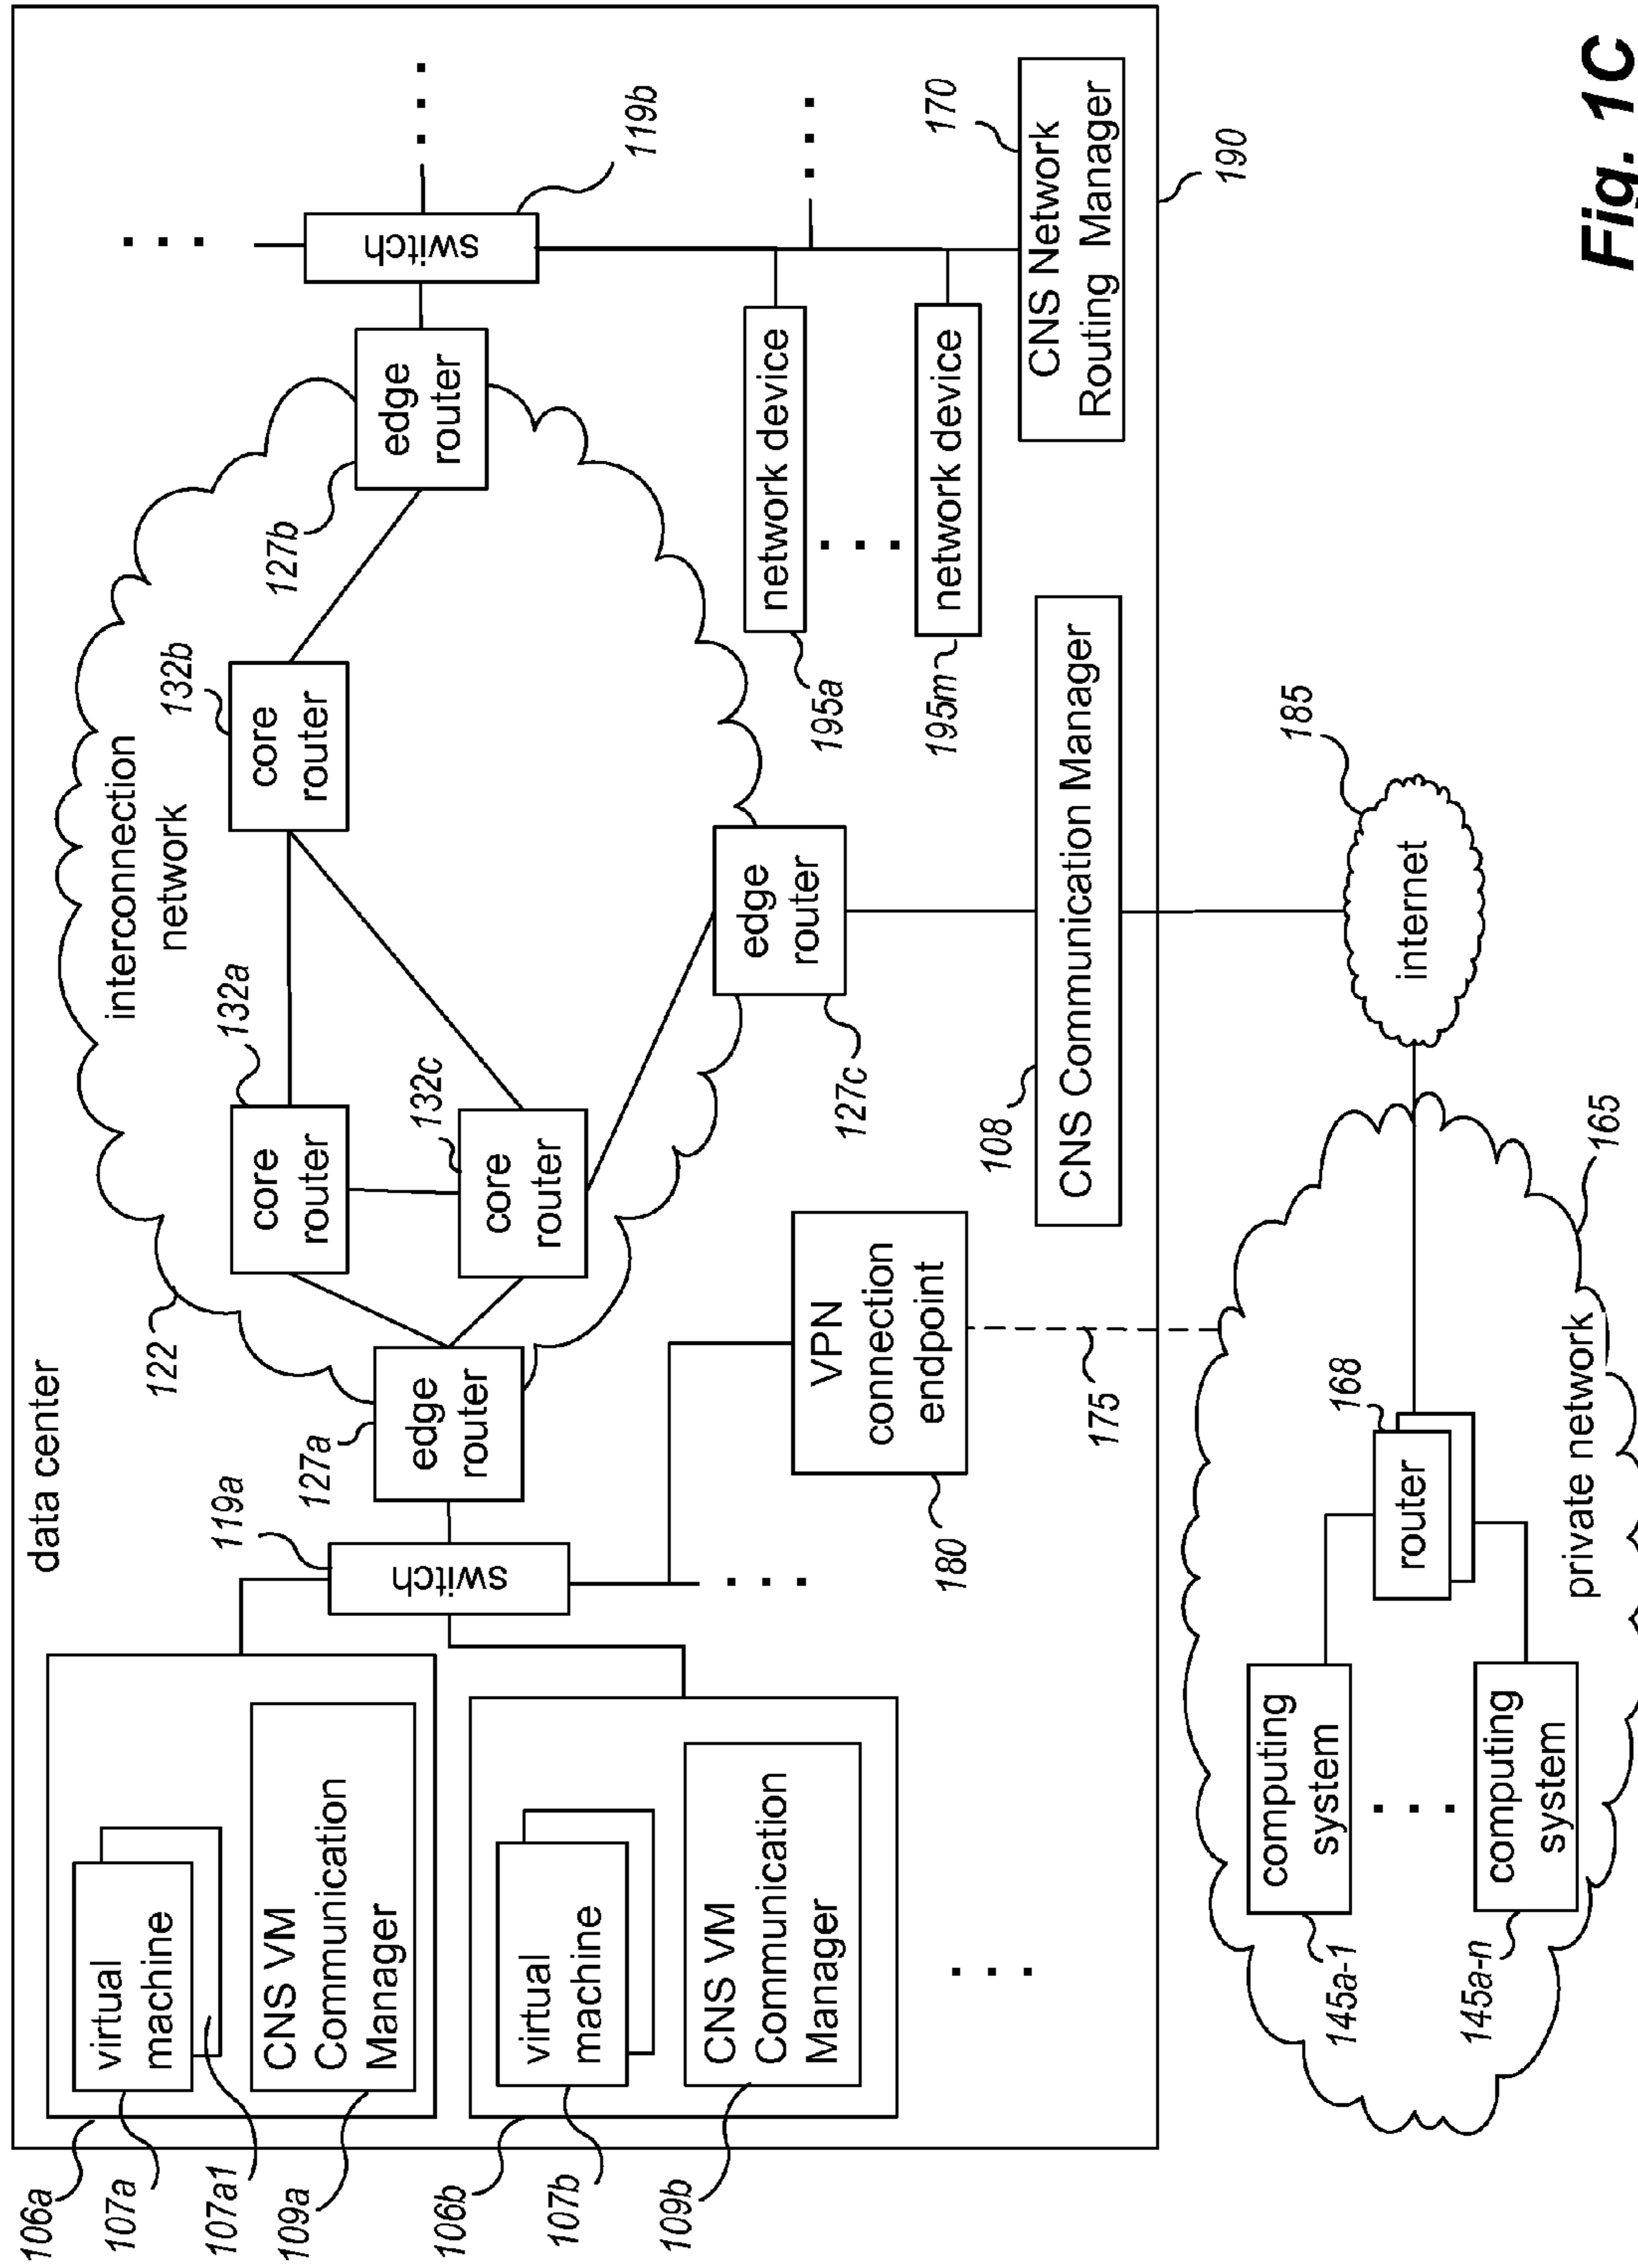 data center
106a
107a
107a1
109a
virtual
machine
CNS VM
Communication
Manager
106b
107b
109b
virtual
machine
CNS VM
Communication
Manager
. . .
119a
switch
. . .
127a
edge
router
122
interconnection
network
132a
core
router
132b
core
router
132c
core
router
127b
edge
router
127c
edge
router
. . .
switch
119b
. . .
. . .
network device
195a
. . .
network device
195m
CNS Network
Routing Manager
170
190
VPN
connection
endpoint
180
175
108
CNS Communication Manager
internet
185
165
168
router
computing
system
145a-1
. . .
computing
system
145a-n
private network
Fig. 1C